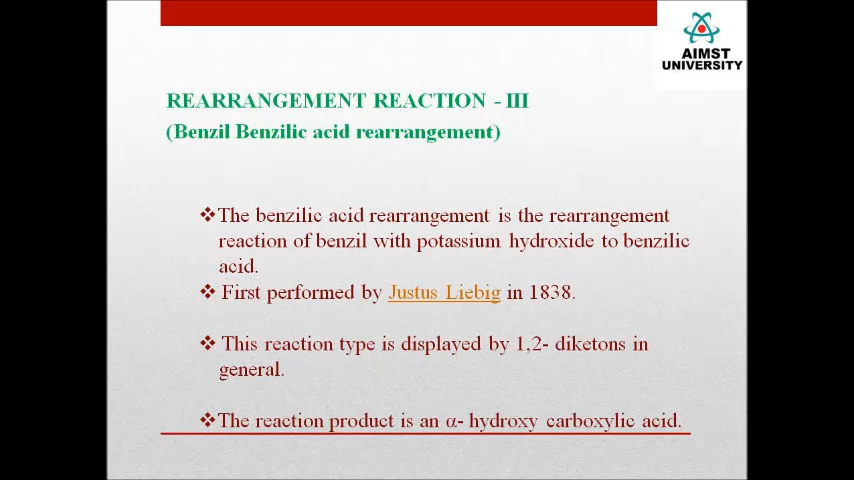 AIMST
UNIVERSITY
REARRANGEMENT REACTION - III
(Benzil Benzilic acid rearrangement)
❖The benzilic acid rearrangement is the rearrangement
reaction of benzil with potassium hydroxide to benzilic
acid.
❖ First performed by Justus Liebig in 1838.
❖ This reaction type is displayed by 1,2- diketons in
general.
❖The reaction product is an α- hydroxy carboxylic acid.